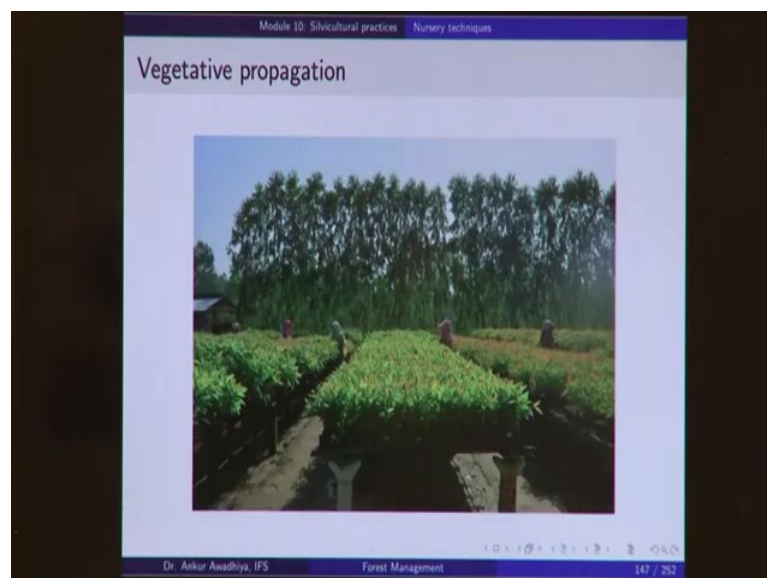 Module 10: Silvicultural practices Nursery techniques
Vegetative propagation
Dr. Ankur Awadhiya, IFS Forest Management 147 / 252